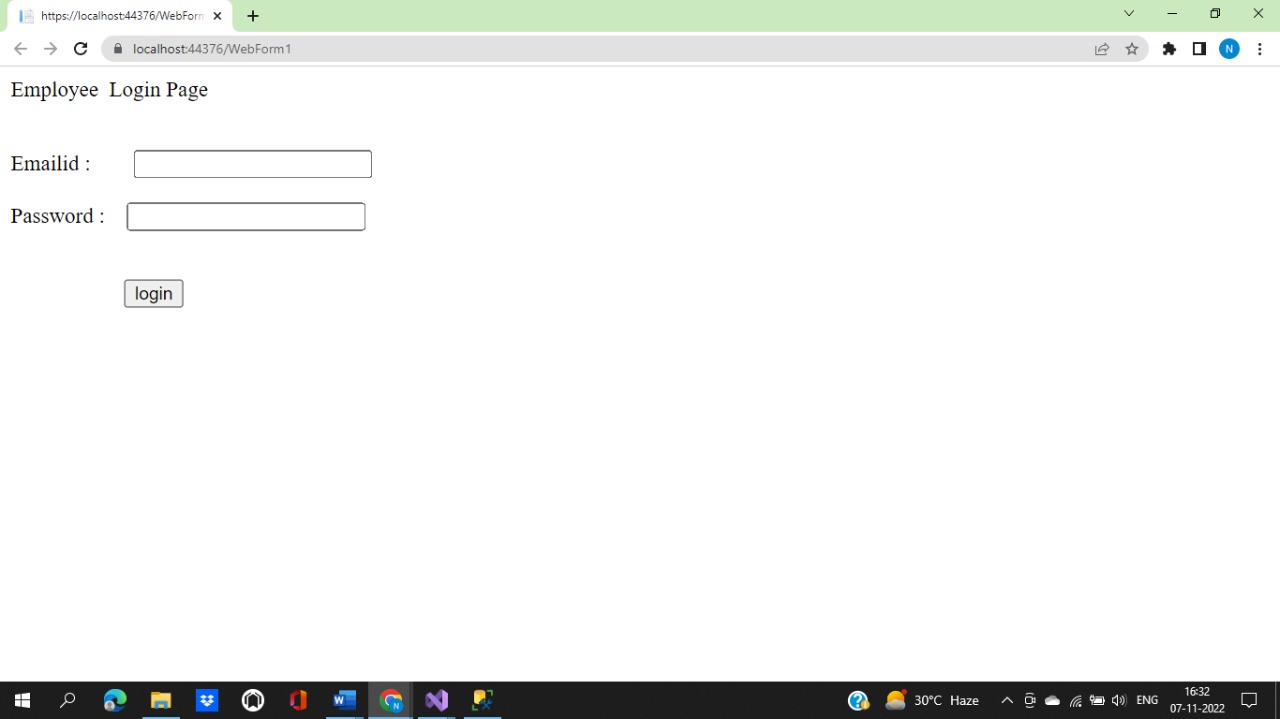 https://localhost:44376/WebForm
localhost:44376/WebForm1
N
Employee  Login Page
Emailid :
Password :
login
W
N
30°C Haze
ENG
16:32
07-11-2022